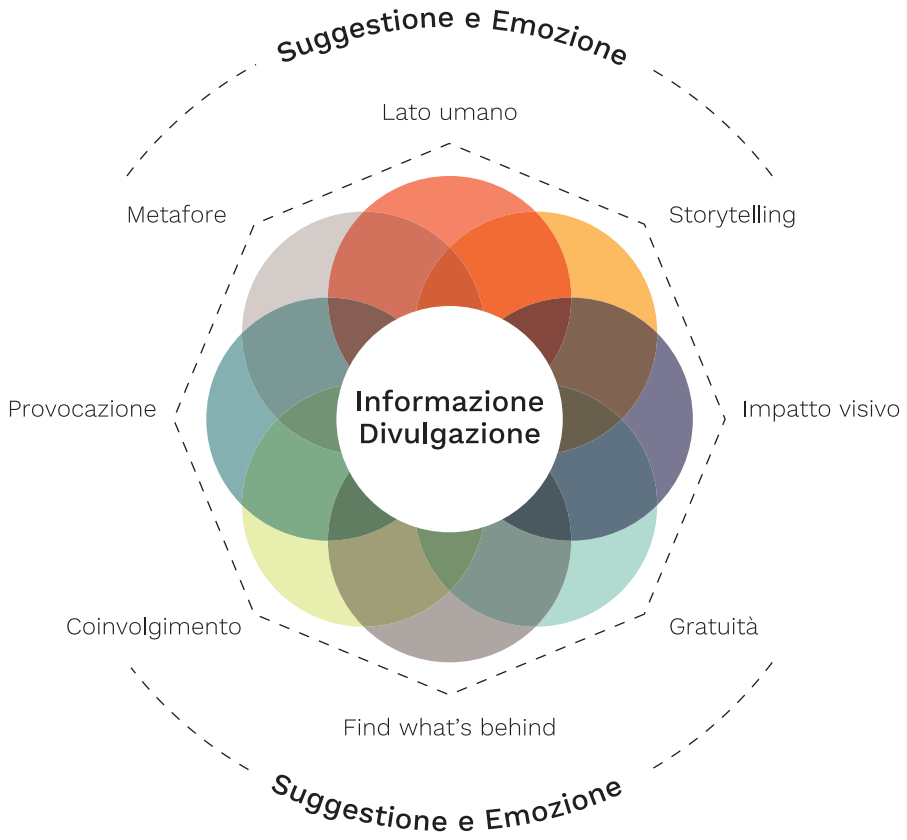 Suggestione e Emozione
Lato umano
Metafore
Storytelling
Informazione
Divulgazione
Provocazione
Impatto visivo
Coinvolgimento
Gratuità
Find what's behind
Suggestione e Emozione